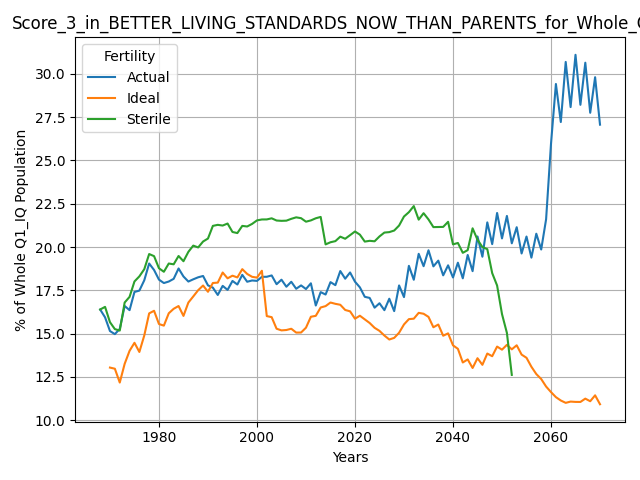 Score_3_in_BETTER_LIVING_STANDARDS_NOW_THAN_PARENTS_for_Whole_
Fertility
Actual
Ideal
Sterile
30.0
27.5
25.0
22.5
20.0
17.5
15.0
12.5
10.0
% of Whole Q1_IQ Population
1980
2000
2020
2040
2060
Years